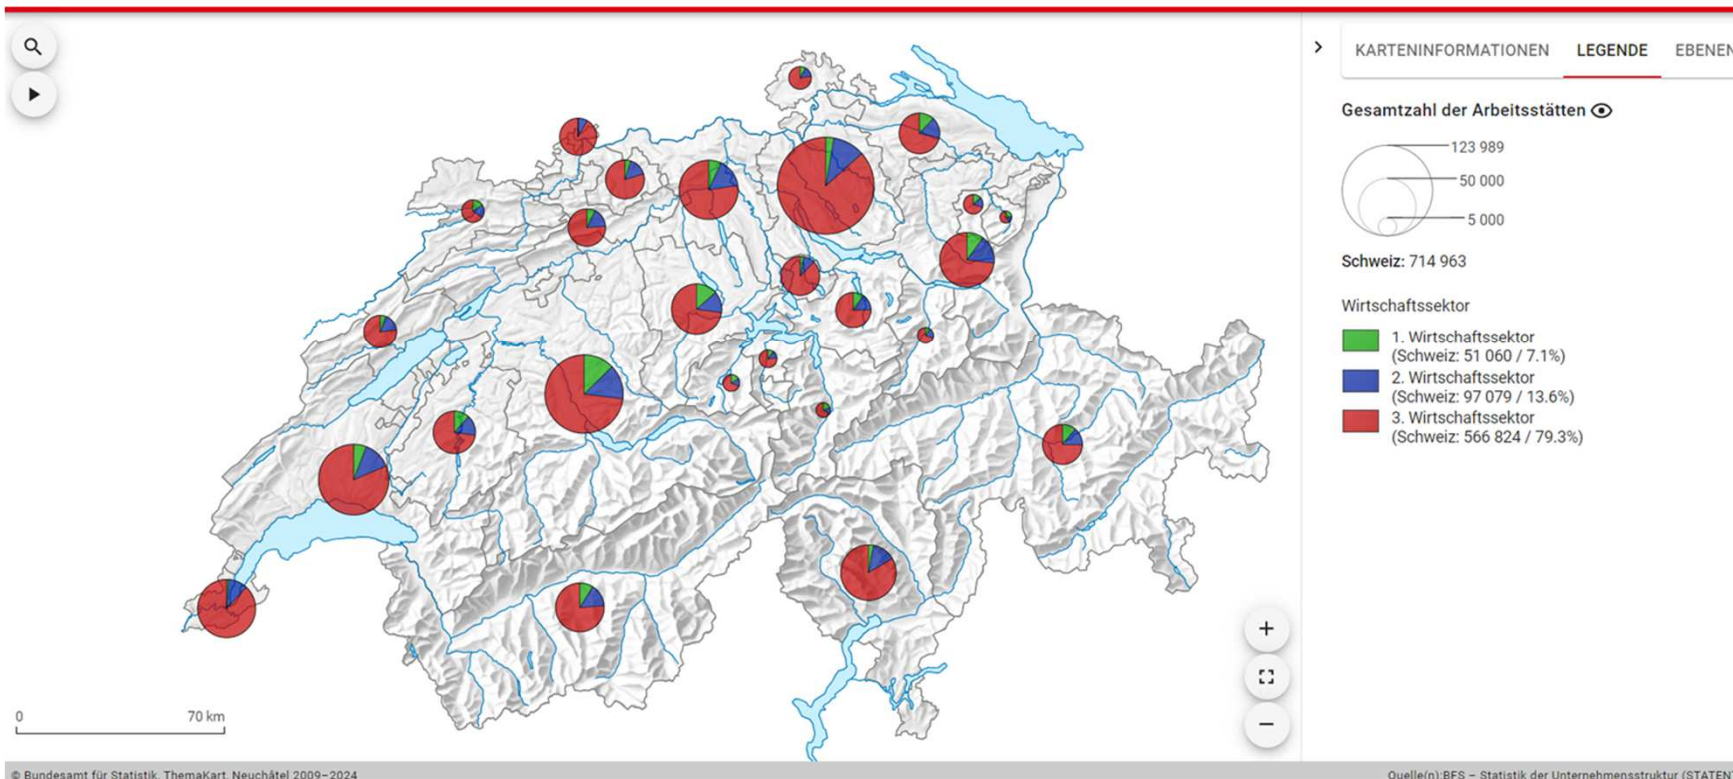 KARTENINFORMATIONEN LEGENDE EBENEN
Gesamtzahl der Arbeitsstätten
123 989
50 000
5 000
Schweiz: 714 963
Wirtschaftssektor
1. Wirtschaftssektor
(Schweiz: 51 060 / 7.1%)
2. Wirtschaftssektor
(Schweiz: 97 079 / 13.6%)
3. Wirtschaftssektor
(Schweiz: 566 824 / 79.3%)
0 70 km
© Bundesamt für Statistik, ThemaKart, Neuchâtel 2009–2024
Quelle(n):BFS – Statistik der Unternehmensstruktur (STATENT